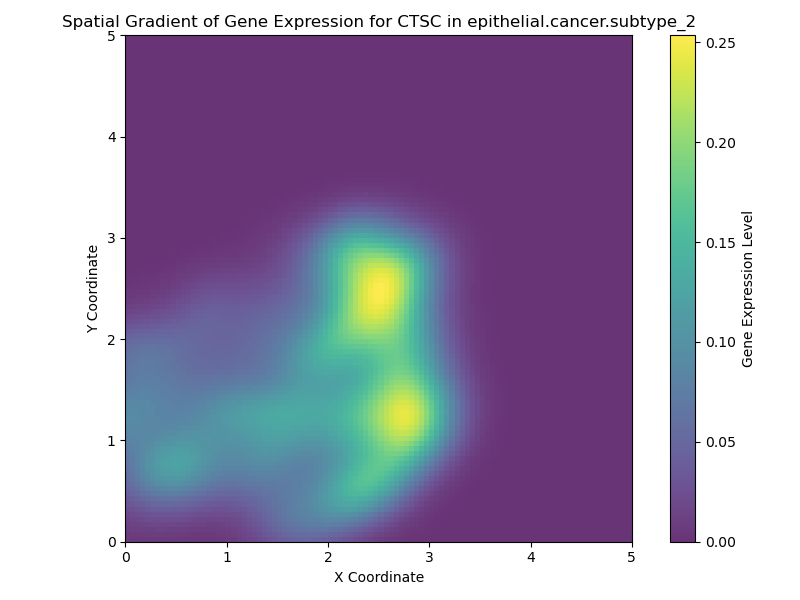 Spatial Gradient of Gene Expression for CTSC in epithelial.cancer.subtype_2
5
4
3
2
1
0
Y Coordinate
0 1 2 3 4 5
X Coordinate
0.25
0.20
0.15
0.10
0.05
0.00
Gene Expression Level